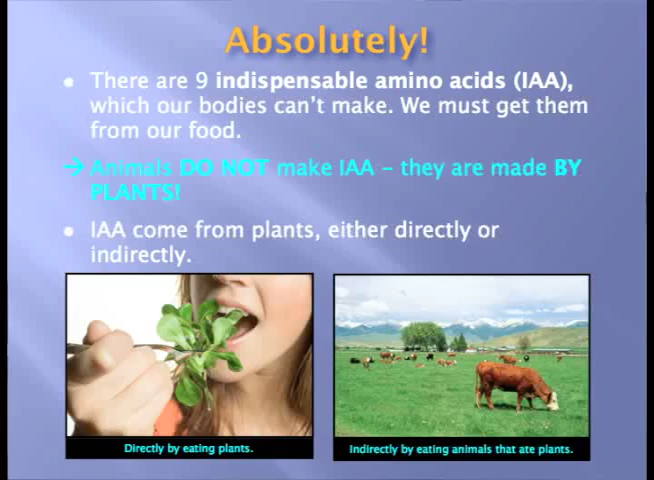 Absolutely!
There are 9 indispensable amino acids (IAA),
which our bodies can't make. We must get them
from our food.
→ Animals DO NOT make IAA – they are made BY
PLANTS!
IAA come from plants, either directly or
indirectly.
Directly by eating plants.
Indirectly by eating animals that ate plants.